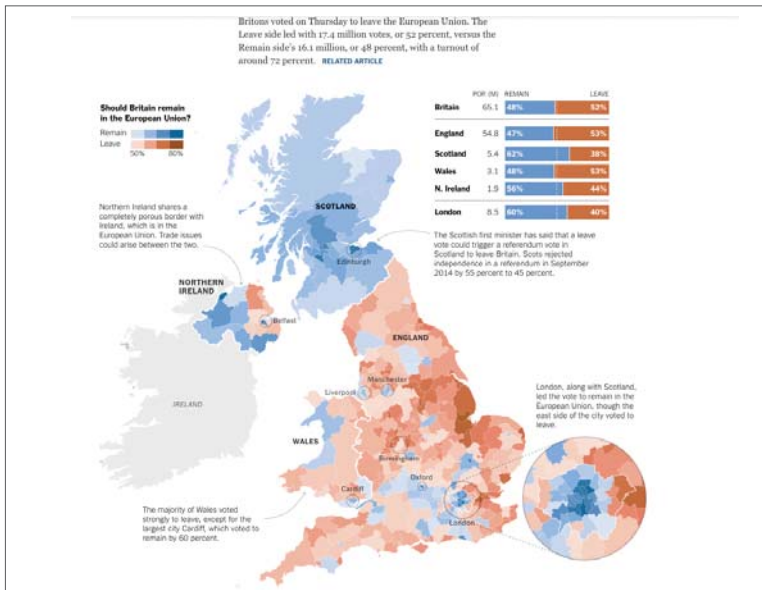 Britons voted on Thursday to leave the European Union. The
Leave side led with 17.4 million votes, or 52 percent, versus the
Remain side's 16.1 million, or 48 percent, with a turnout of
around 72 percent. RELATED ARTICLE
Should Britain remain
in the European Union?
Remain
Leave
50% 80%
POP. (M) REMAIN LEAVE
Britain 65.1 48% 52%
England 54.8 47% 53%
Scotland 5.4 62% 38%
Wales 3.1 48% 53%
N. Ireland 1.9 56% 44%
London 8.5 60% 40%
Northern Ireland shares a
completely porous border with
Ireland, which is in the
European Union. Trade issues
could arise between the two.
SCOTLAND
The Scottish first minister has said that a leave
vote could trigger a referendum vote in
Scotland to leave Britain. Scots rejected
independence in a referendum in September
2014 by 55 percent to 45 percent.
Edinburgh
NORTHERN
IRELAND
Belfast
ENGLAND
IRELAND
Manchester
Liverpool
London, along with Scotland,
led the vote to remain in the
European Union, though the
east side of the city voted to
leave.
WALES
Birmingham
Oxford
Cardiff
London
The majority of Wales voted
strongly to leave, except for the
largest city Cardiff, which voted to
remain by 60 percent.